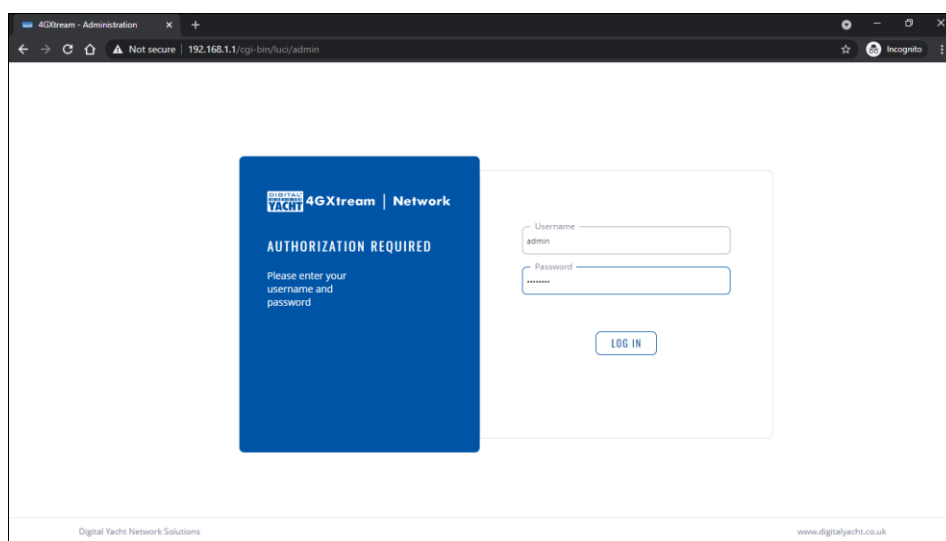 4GXtream - Administration
Not secure | 192.168.1.1/cgi-bin/luci/admin
Incognito
DIGITAL
YACHT
4GXtream | Network
AUTHORIZATION REQUIRED
Please enter your
username and
password
Username
admin
Password
••••••••
LOG IN
Digital Yacht Network Solutions
www.digitalyacht.co.uk